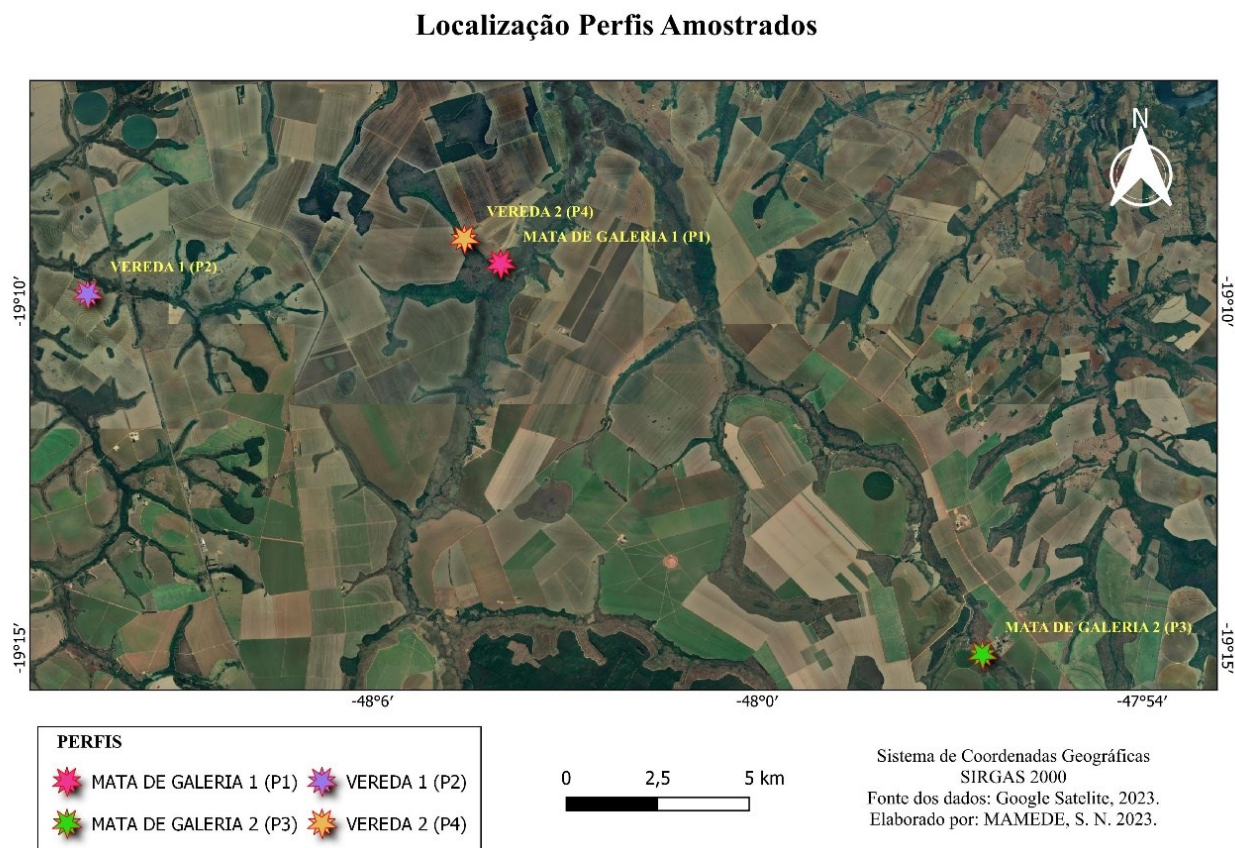 Localização Perfis Amostrados
N
VEREDA 2 (P4)
MATA DE GALERIA 1 (P1)
VEREDA 1 (P2)
-19°10′
-19°10′
MATA DE GALERIA 2 (P3)
-19°15′
-19°15′
-48°6′
-48°0′
-47°54′
PERFIS
MATA DE GALERIA 1 (P1)
VEREDA 1 (P2)
MATA DE GALERIA 2 (P3)
VEREDA 2 (P4)
0 2,5 5 km
Sistema de Coordenadas Geográficas
SIRGAS 2000
Fonte dos dados: Google Satelite, 2023.
Elaborado por: MAMEDE, S. N. 2023.